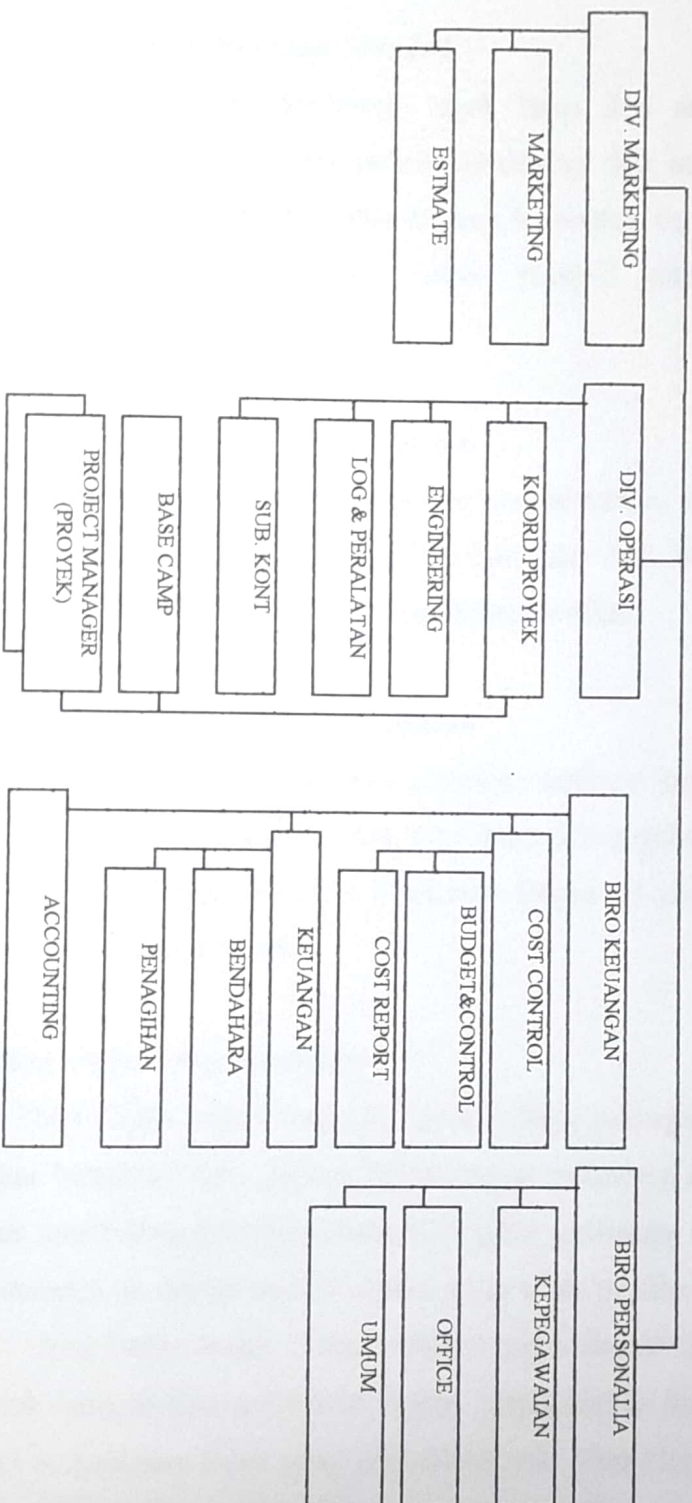 DIV. MARKETING
MARKETING
ESTMATE
DIV. OPERASI
KOORD. PROYEK
ENGINEERING
LOG & PERALATAN
SUB. KONT
BASE CAMP
PROJECT MANAGER
(PROYEK)
BIRO KEUANGAN
COST CONTROL
BUDGET&CONTROL
COST REPORT
KEUANGAN
BENDAHARA
PENAGIHAN
ACCOUNTING
BIRO PERSONALIA
KEPEGAWAIAN
OFFICE
UMUM